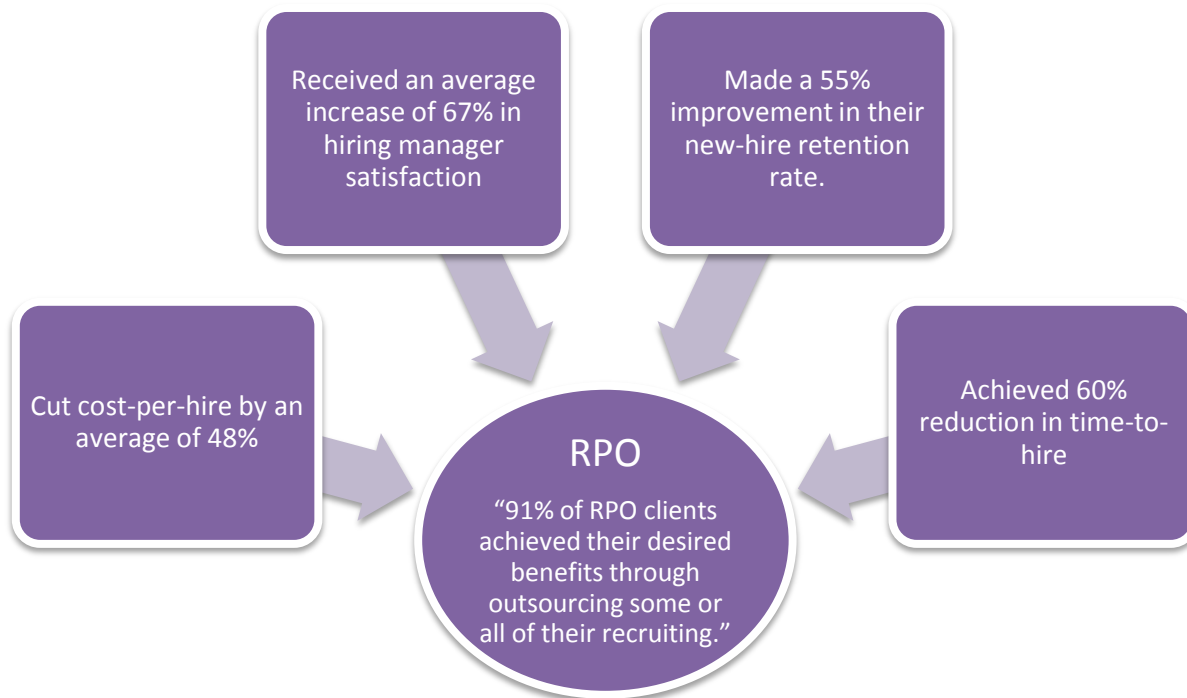 Received an average
increase of 67% in
hiring manager
satisfaction
Made a 55%
improvement in their
new-hire retention
rate.
Cut cost-per-hire by an
average of 48%
Achieved 60%
reduction in time-to-
hire
RPO
“91% of RPO clients
achieved their desired
benefits through
outsourcing some or
all of their recruiting.”